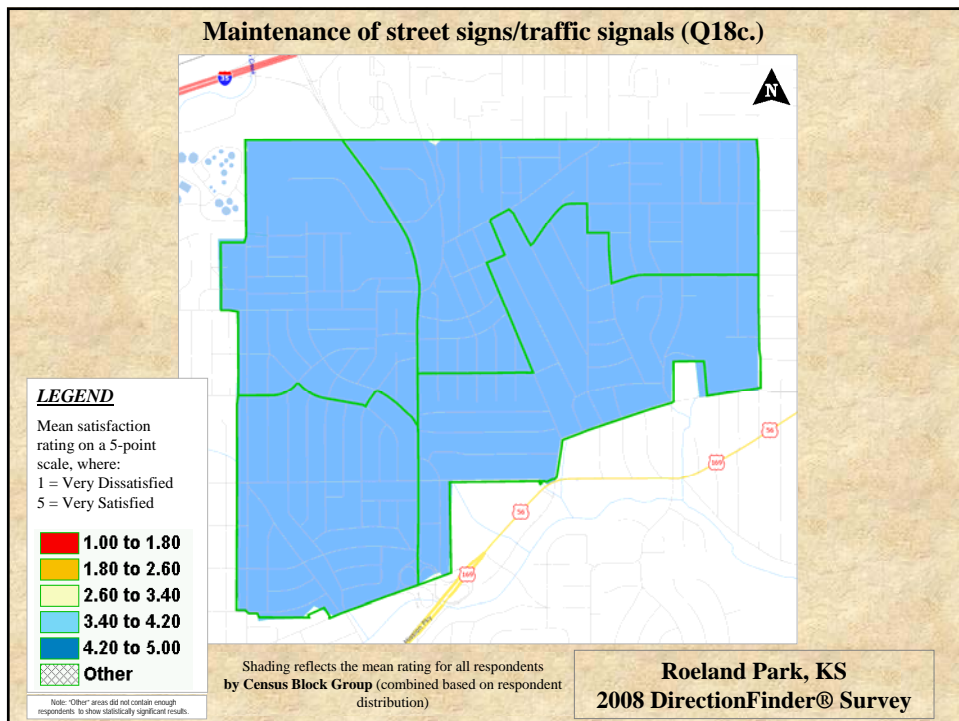 Maintenance of street signs/traffic signals (Q18c.)
35
Creek
N
LEGEND
Mean satisfaction
rating on a 5-point
scale, where:
1 = Very Dissatisfied
5 = Very Satisfied
1.00 to 1.80
1.80 to 2.60
2.60 to 3.40
3.40 to 4.20
4.20 to 5.00
Other
Note: "Other" areas did not contain enough
respondents to show statistically significant results.
56
169
56
169
Pky
Shading reflects the mean rating for all respondents
by Census Block Group (combined based on respondent
distribution)
Roeland Park, KS
2008 DirectionFinder® Survey